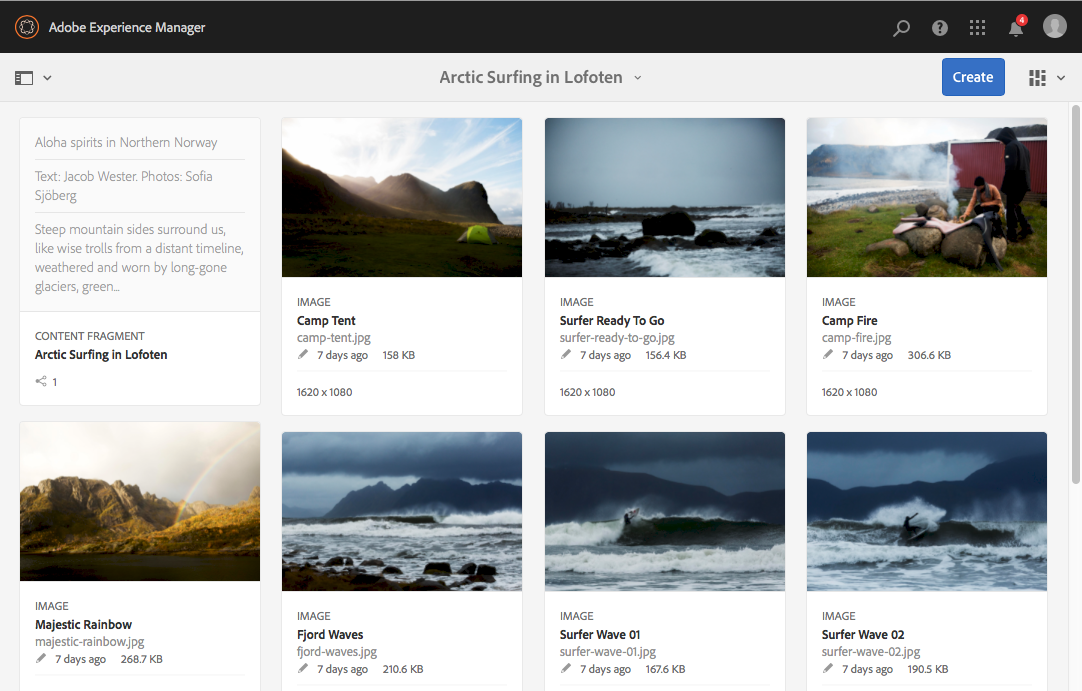 Adobe Experience Manager
4
Arctic Surfing in Lofoten
Create
Aloha spirits in Northern Norway
Text: Jacob Wester. Photos: Sofia
Sjöberg
Steep mountain sides surround us,
like wise trolls from a distant timeline,
weathered and worn by long-gone
glaciers, green...
CONTENT FRAGMENT
Arctic Surfing in Lofoten
1
IMAGE
Camp Tent
camp-tent.jpg
7 days ago 158 KB
1620 x 1080
IMAGE
Surfer Ready To Go
surfer-ready-to-go.jpg
7 days ago 156.4 KB
1620 x 1080
IMAGE
Camp Fire
camp-fire.jpg
7 days ago 306.6 KB
1620 x 1080
IMAGE
Majestic Rainbow
majestic-rainbow.jpg
7 days ago 268.7 KB
IMAGE
Fjord Waves
fjord-waves.jpg
7 days ago 210.6 KB
IMAGE
Surfer Wave 01
surfer-wave-01.jpg
7 days ago 167.6 KB
IMAGE
Surfer Wave 02
surfer-wave-02.jpg
7 days ago 190.5 KB